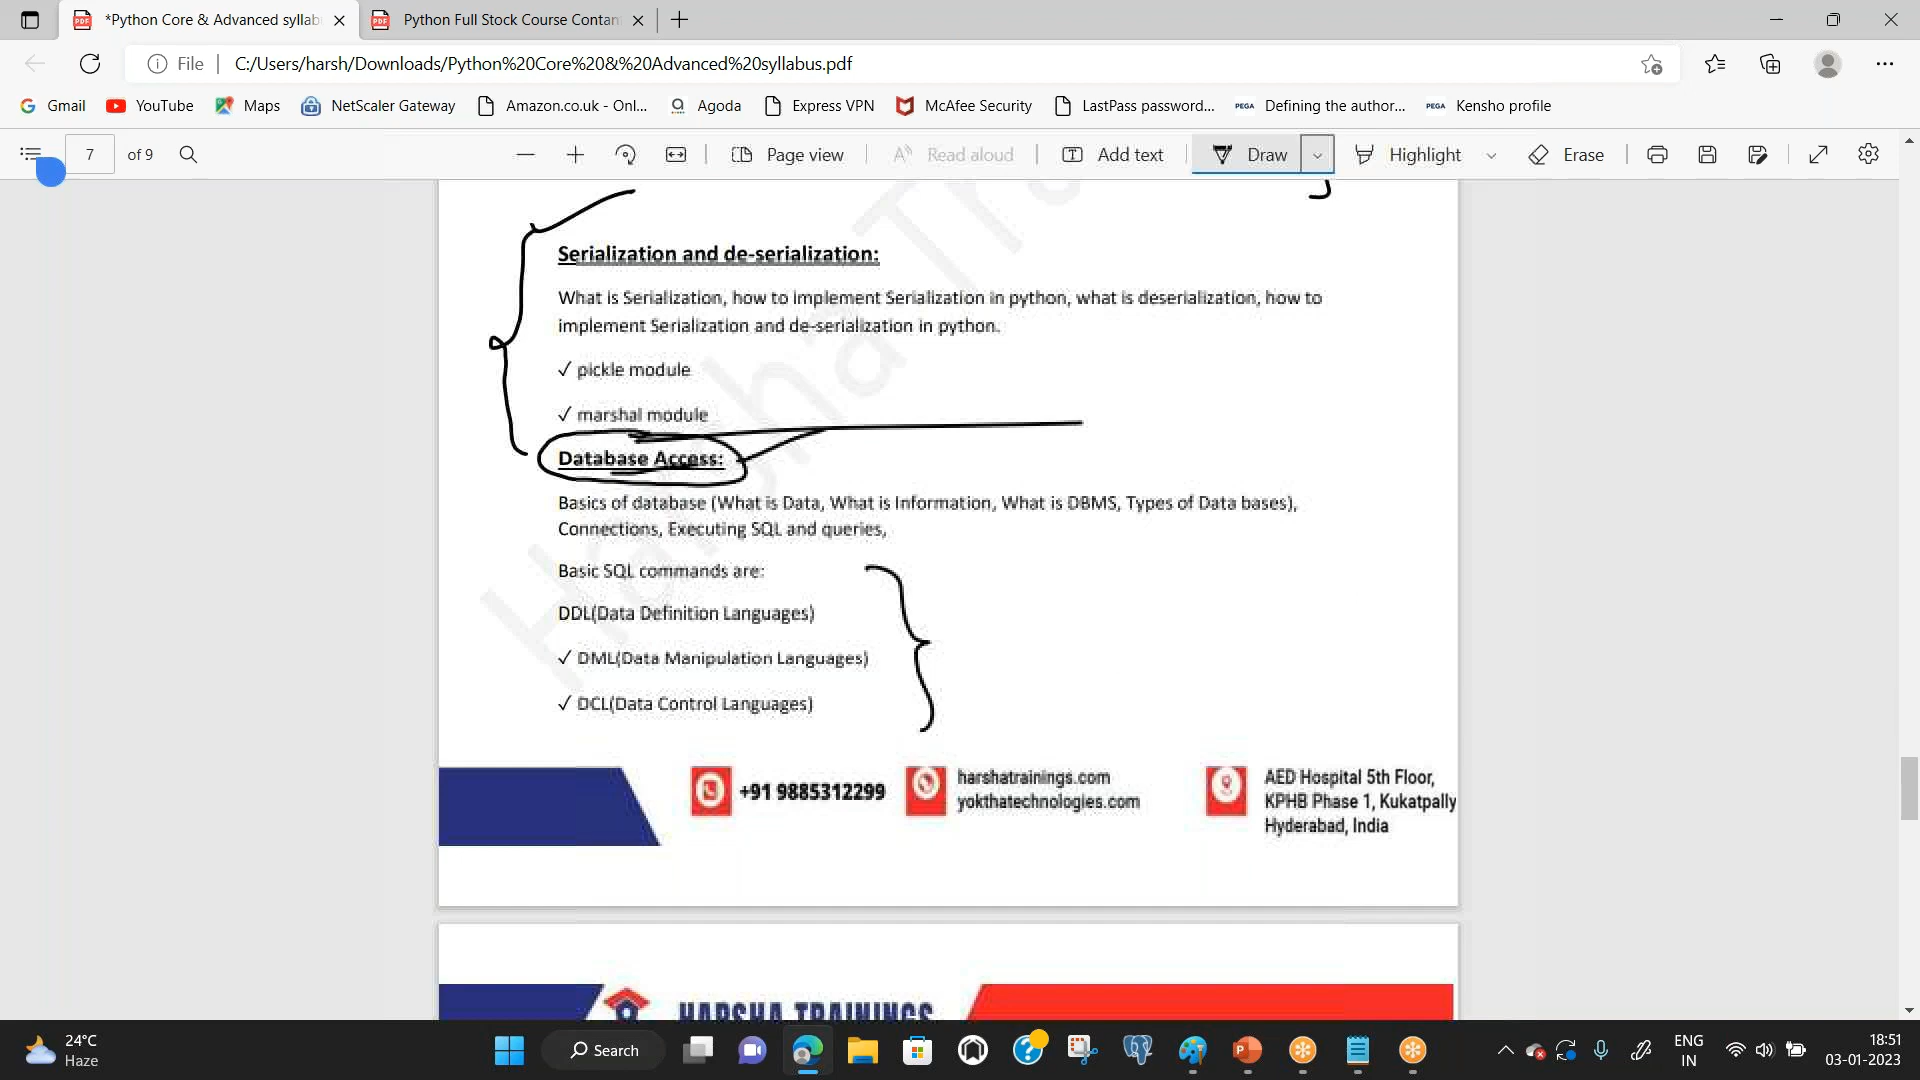 *Python Core & Advanced syllab
Python Full Stock Course Contan
File
C:/Users/harsh/Downloads/Python%20Core%20&%20Advanced%20syllabus.pdf
Gmail
YouTube
Maps
NetScaler Gateway
Amazon.co.uk - Onl...
Agoda
Express VPN
McAfee Security
LastPass password...
PEGA Defining the author...
PEGA Kensho profile
7 of 9
Page view
Read aloud
Add text
Draw
Highlight
Erase
Harsha Tra
Serialization and de-serialization:
What is Serialization, how to implement Serialization in python, what is deserialization, how to
implement Serialization and de-serialization in python.
✓ pickle module
✓ marshal module
Database Access:
Basics of database (What is Data, What is Information, What is DBMS, Types of Data bases),
Connections, Executing SQL and queries,
Basic SQL commands are:
DDL(Data Definition Languages)
✓ DML(Data Manipulation Languages)
✓ DCL(Data Control Languages)
+91 9885312299
harshatrainings.com
yokthatechnologies.com
AED Hospital 5th Floor,
KPHB Phase 1, Kukatpally
Hyderabad, India
HARSHA TRAININGS
24°C
Haze
Search
ENG
IN
18:51
03-01-2023